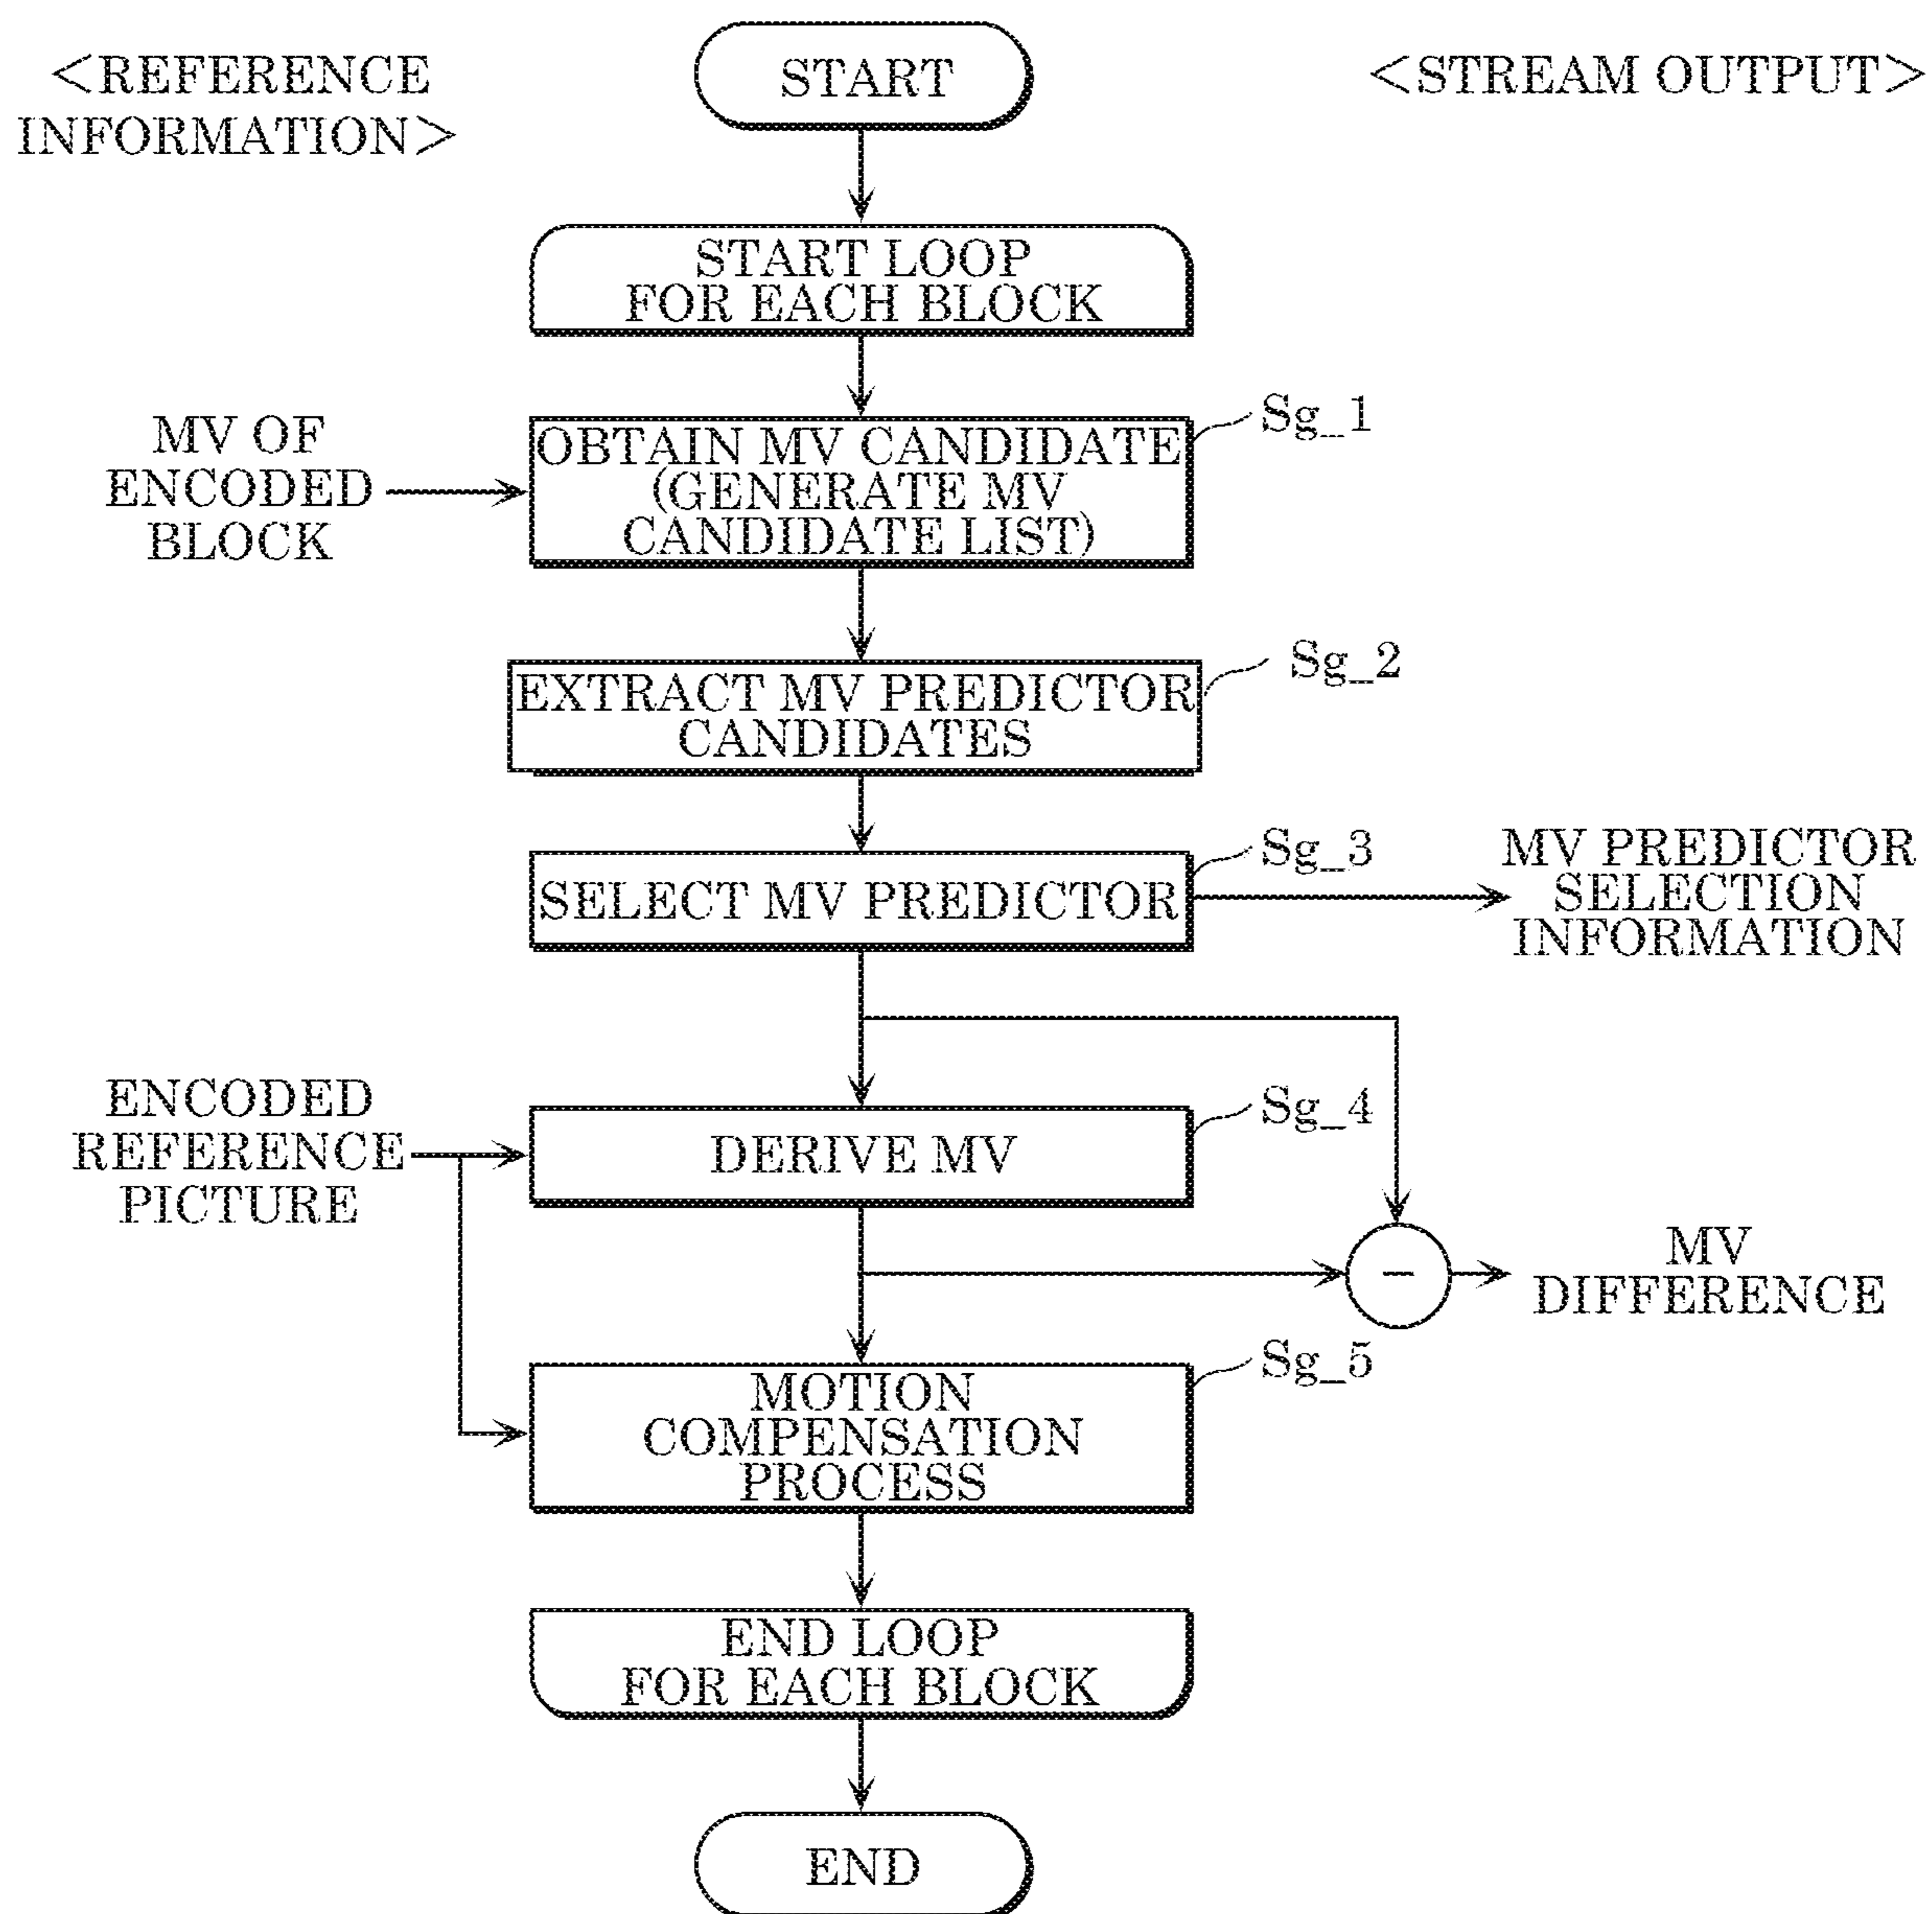 <REFERENCE
INFORMATION>
START
<STREAM OUTPUT>
START LOOP
FOR EACH BLOCK
MV OF
ENCODED
BLOCK
OBTAIN MV CANDIDATE
(GENERATE MV
CANDIDATE LIST)
Sg_1
EXTRACT MV PREDICTOR
CANDIDATES
Sg_2
SELECT MV PREDICTOR
Sg_3
MV PREDICTOR
SELECTION
INFORMATION
ENCODED
REFERENCE
PICTURE
DERIVE MV
Sg_4
−
MV
DIFFERENCE
MOTION
COMPENSATION
PROCESS
Sg_5
END LOOP
FOR EACH BLOCK
END